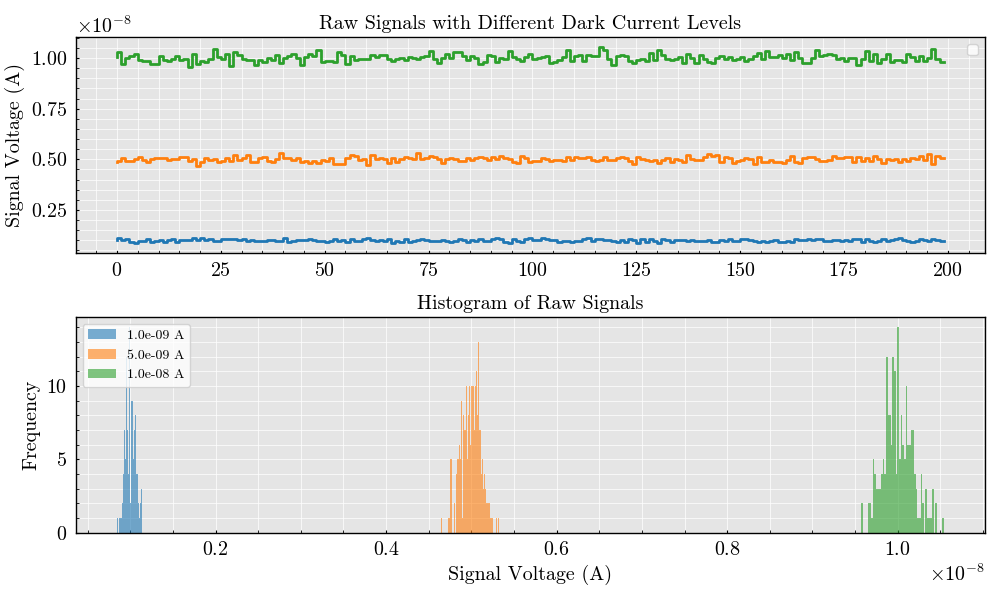 Raw Signals with Different Dark Current Levels
×10⁻⁸
Signal Voltage (A)
1.00
0.75
0.50
0.25
0 25 50 75 100 125 150 175 200
Histogram of Raw Signals
1.0e-09 A
5.0e-09 A
1.0e-08 A
Frequency
10
5
0
0.2 0.4 0.6 0.8 1.0
Signal Voltage (A)
×10⁻⁸